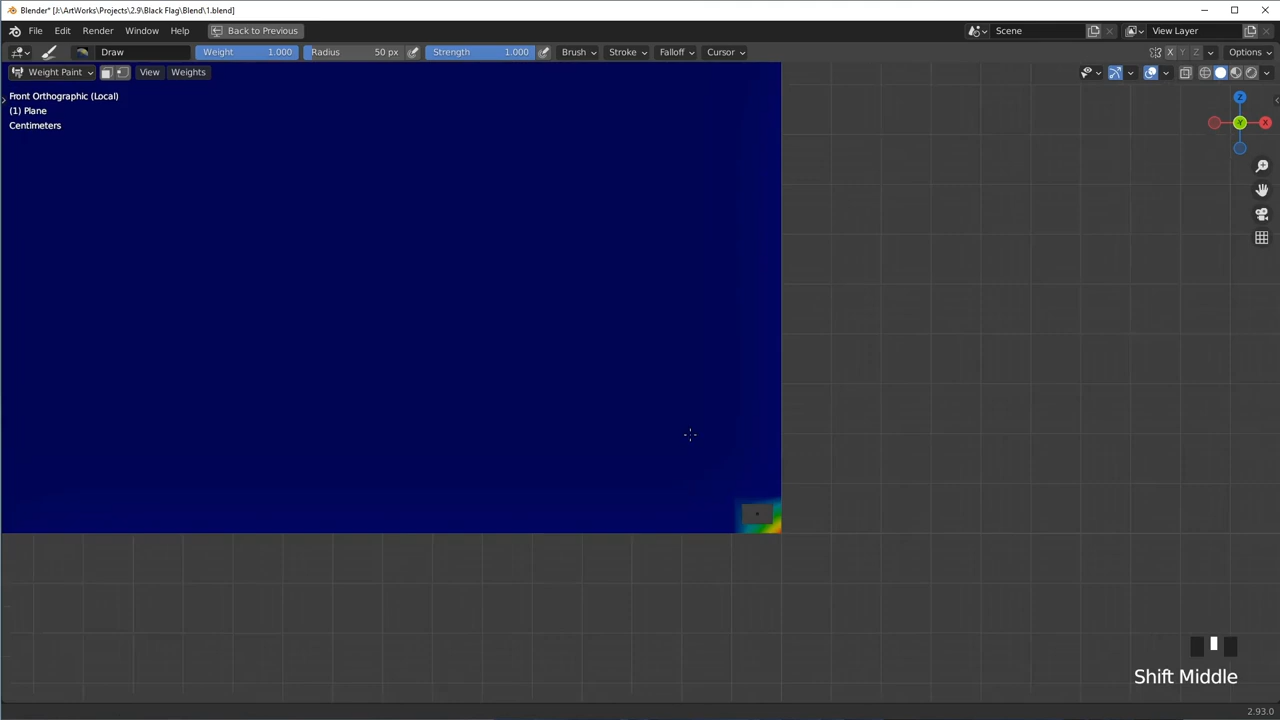 Blender* [J:\ArtWorks\Projects\2.9\Black Flag\Blend\1.blend]
File Edit Render Window Help Back to Previous Scene View Layer
Draw Weight 1.000 Radius 50 px Strength 1.000 Brush Stroke Falloff Cursor X Y Z Options
Weight Paint View Weights
Front Orthographic (Local)
(1) Plane
Centimeters
Z
Y X
Shift Middle
2.93.0